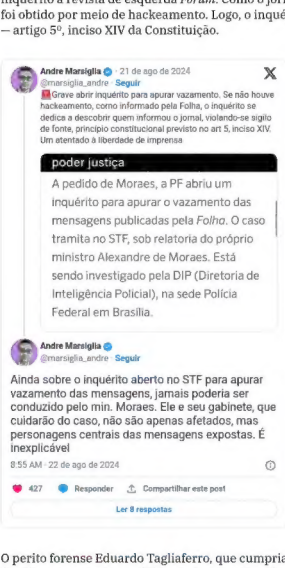 inquérito a revista de esquerda Fórum. Como o jor
foi obtido por meio de hackeamento. Logo, o inqué
— artigo 5º, inciso XIV da Constituição.
Andre Marsiglia · 21 de ago de 2024
@marsiglia_andre · Seguir
🚨Grave abrir inquérito para apurar vazamento. Se não houve
hackeamento, como informado pela Folha, o inquérito se
dedica a descobrir quem informou o jornal, violando-se sigilo
de fonte, princípio constitucional previsto no art 5, inciso XIV.
Um atentado à liberdade de imprensa
poder justiça
A pedido de Moraes, a PF abriu um
inquérito para apurar o vazamento das
mensagens publicadas pela Folha. O caso
tramita no STF, sob relatoria do próprio
ministro Alexandre de Moraes. Está
sendo investigado pela DIP (Diretoria de
Inteligência Policial), na sede Polícia
Federal em Brasília.
Andre Marsiglia
@marsiglia_andre · Seguir
Ainda sobre o inquérito aberto no STF para apurar
vazamento das mensagens, jamais poderia ser
conduzido pelo min. Moraes. Ele e seu gabinete, que
cuidarão do caso, não são apenas afetados, mas
personagens centrais das mensagens expostas. É
inexplicável
8:55 AM · 22 de ago de 2024
427 Responder Compartilhar este post
Ler 8 respostas
O perito forense Eduardo Tagliaferro, que cumpria